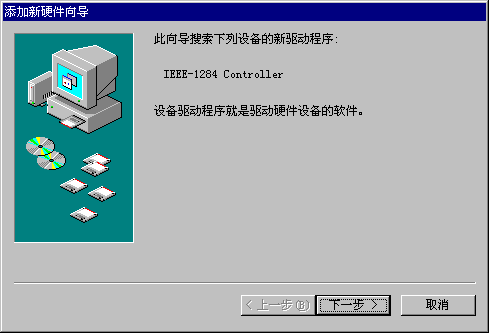 添加新硬件向导
此向导搜索下列设备的新驱动程序:
IEEE-1284 Controller
设备驱动程序就是驱动硬件设备的软件。
< 上一步(B)
下一步 >
取消